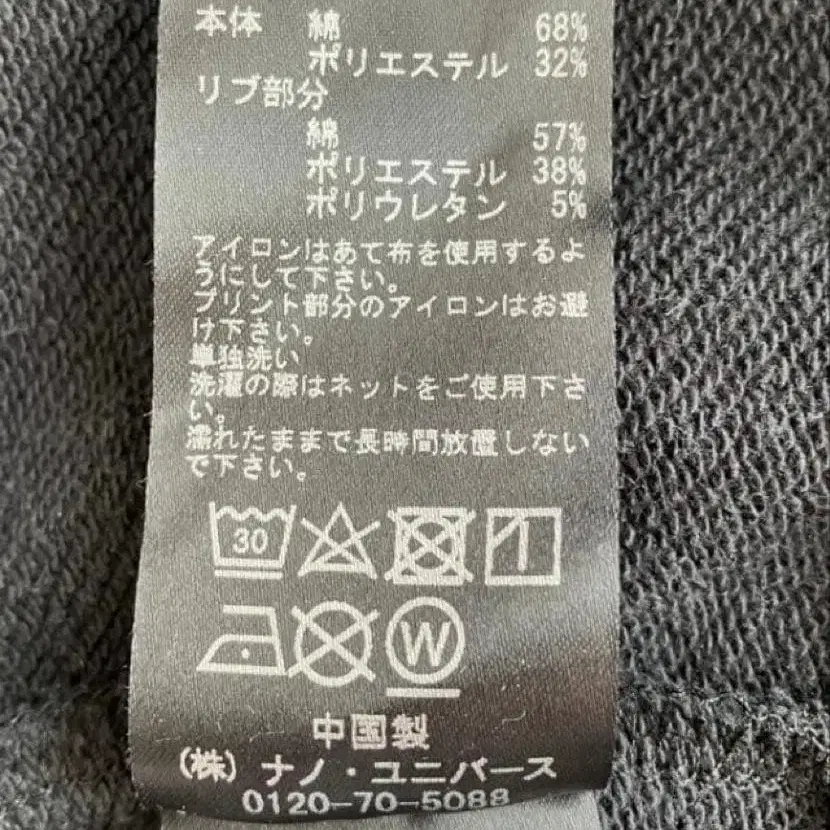 本体 綿 68%
ポリエステル 32%
リブ部分
綿 57%
ポリエステル 38%
ポリウレタン 5%
アイロンはあて布を使用するよ
うにして下さい。
プリント部分のアイロンはお避
け下さい。
単独洗い
洗濯の際はネットをご使用下さ
い。
濡れたままで長時間放置しない
で下さい。
30
W
中国製
(株)ナノ・ユニバース
0120-70-5088